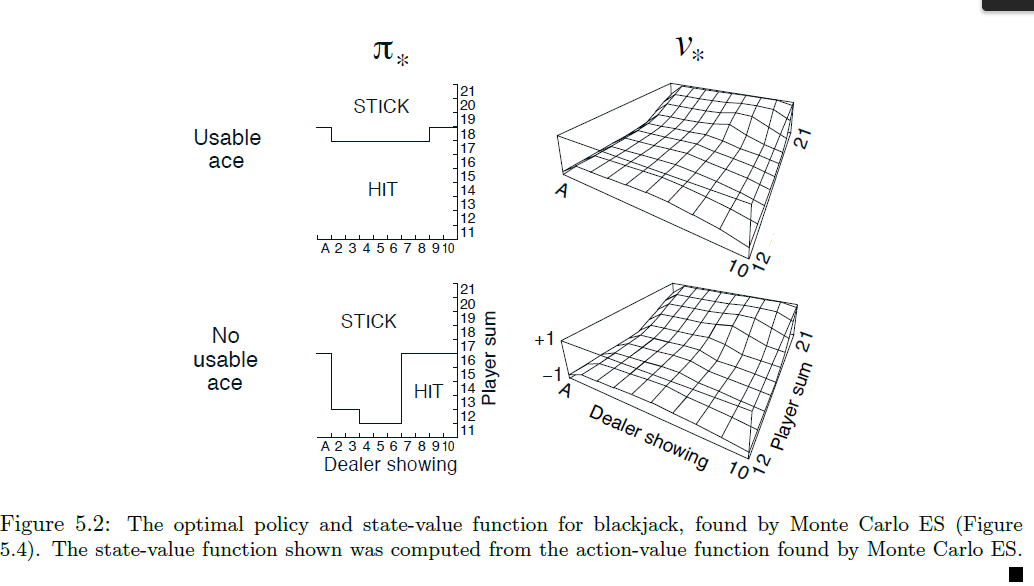 π* v*
Usable
ace
STICK
HIT
21
20
19
18
17
16
15
14
13
12
11
A 2 3 4 5 6 7 8 9 10
A
10
12
21
No
usable
ace
STICK
HIT
21
20
19
18
17
16
15
14
13
12
11
Player sum
A 2 3 4 5 6 7 8 9 10
Dealer showing
+1
−1
A
Dealer showing
10
12
Player sum
21
Figure 5.2: The optimal policy and state-value function for blackjack, found by Monte Carlo ES (Figure
5.4). The state-value function shown was computed from the action-value function found by Monte Carlo ES.